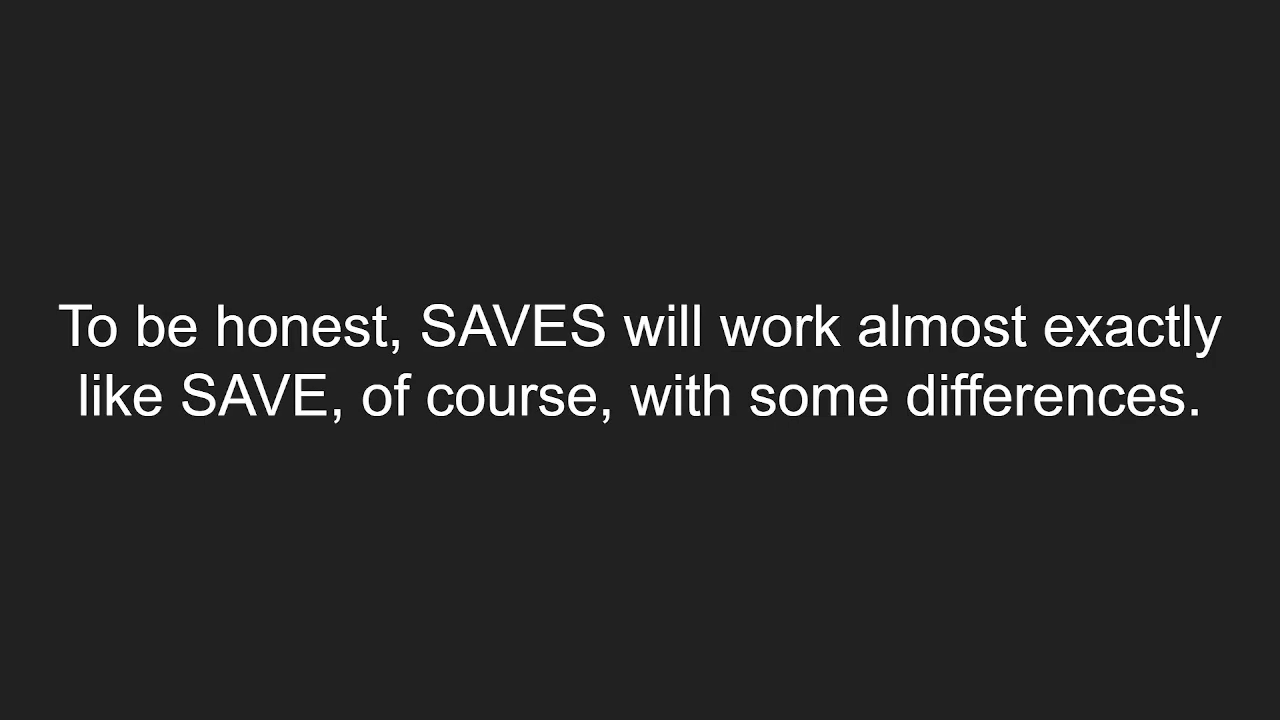 To be honest, SAVES will work almost exactly
like SAVE, of course, with some differences.